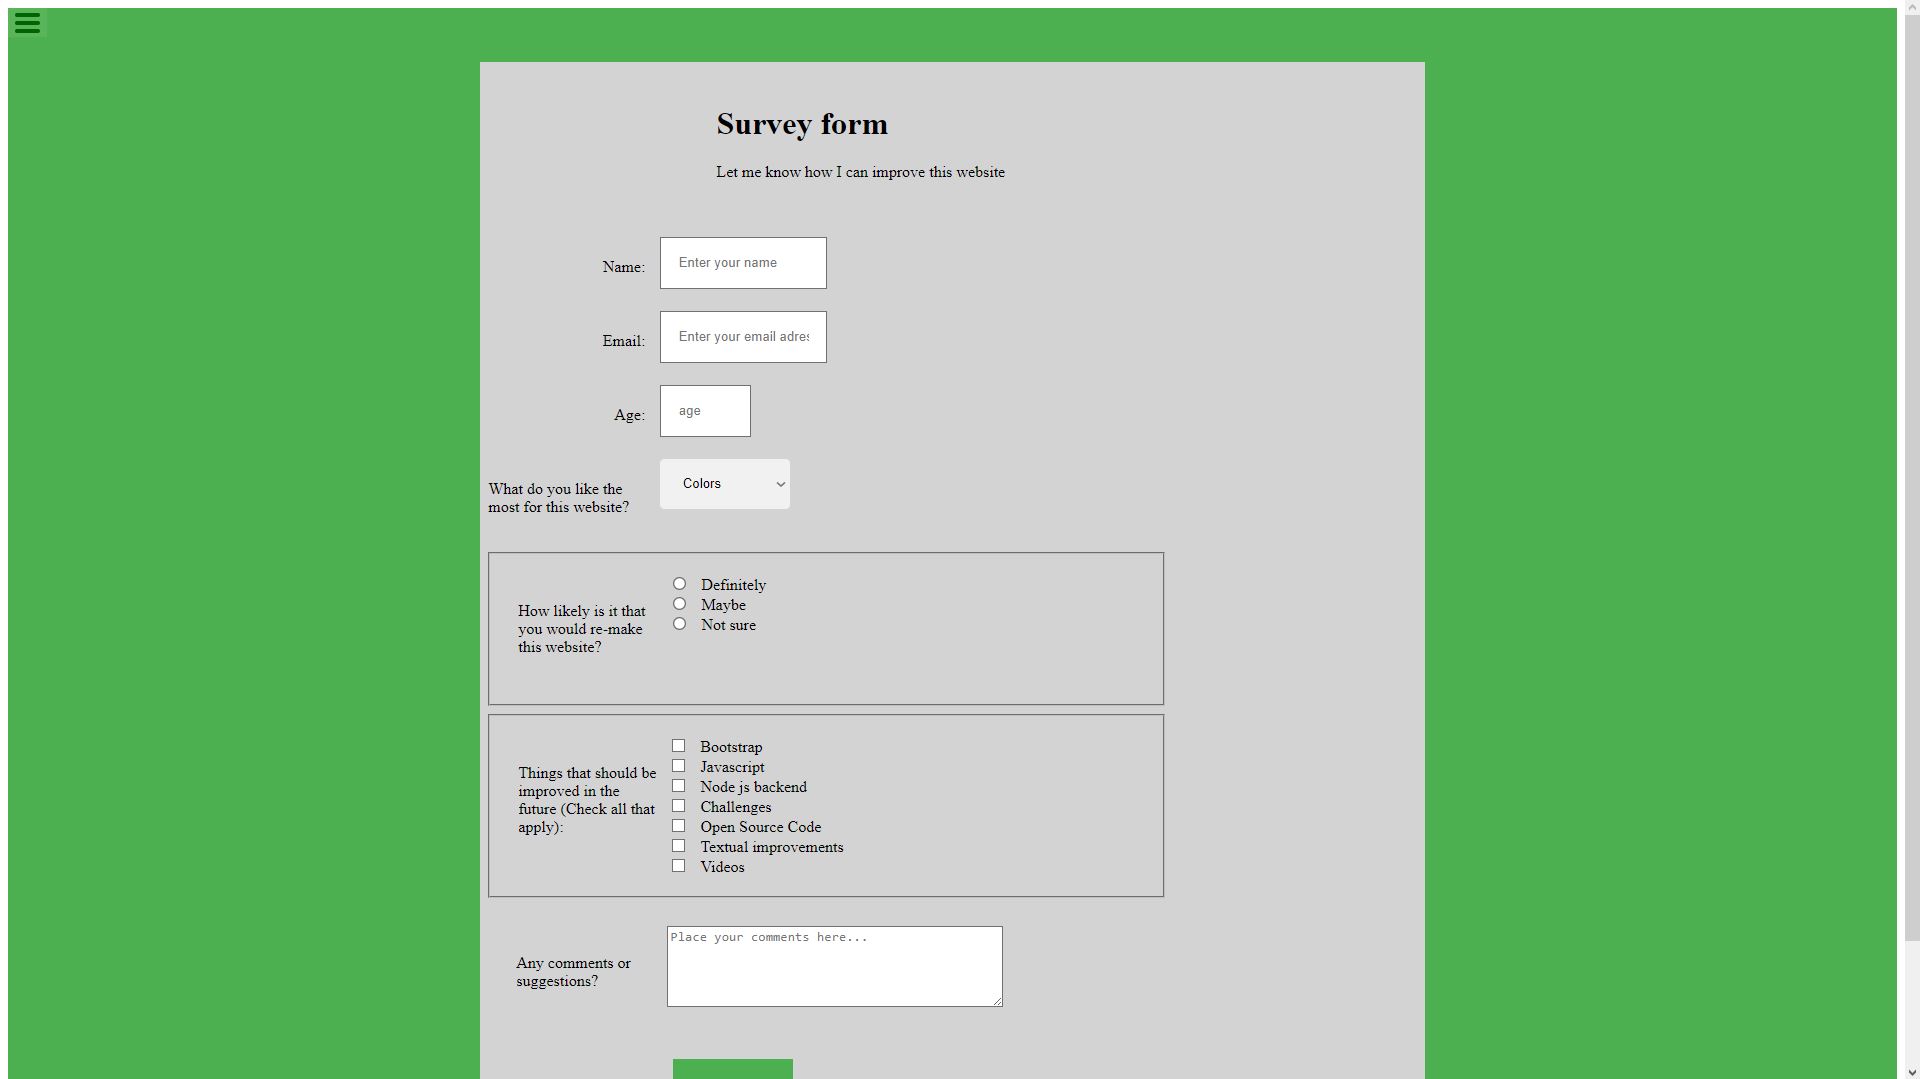 Survey form
Let me know how I can improve this website
Name:
Enter your name
Email:
Enter your email adres
Age:
age
What do you like the
most for this website?
Colors
How likely is it that
you would re-make
this website?
Definitely
Maybe
Not sure
Things that should be
improved in the
future (Check all that
apply):
Bootstrap
Javascript
Node js backend
Challenges
Open Source Code
Textual improvements
Videos
Any comments or
suggestions?
Place your comments here...